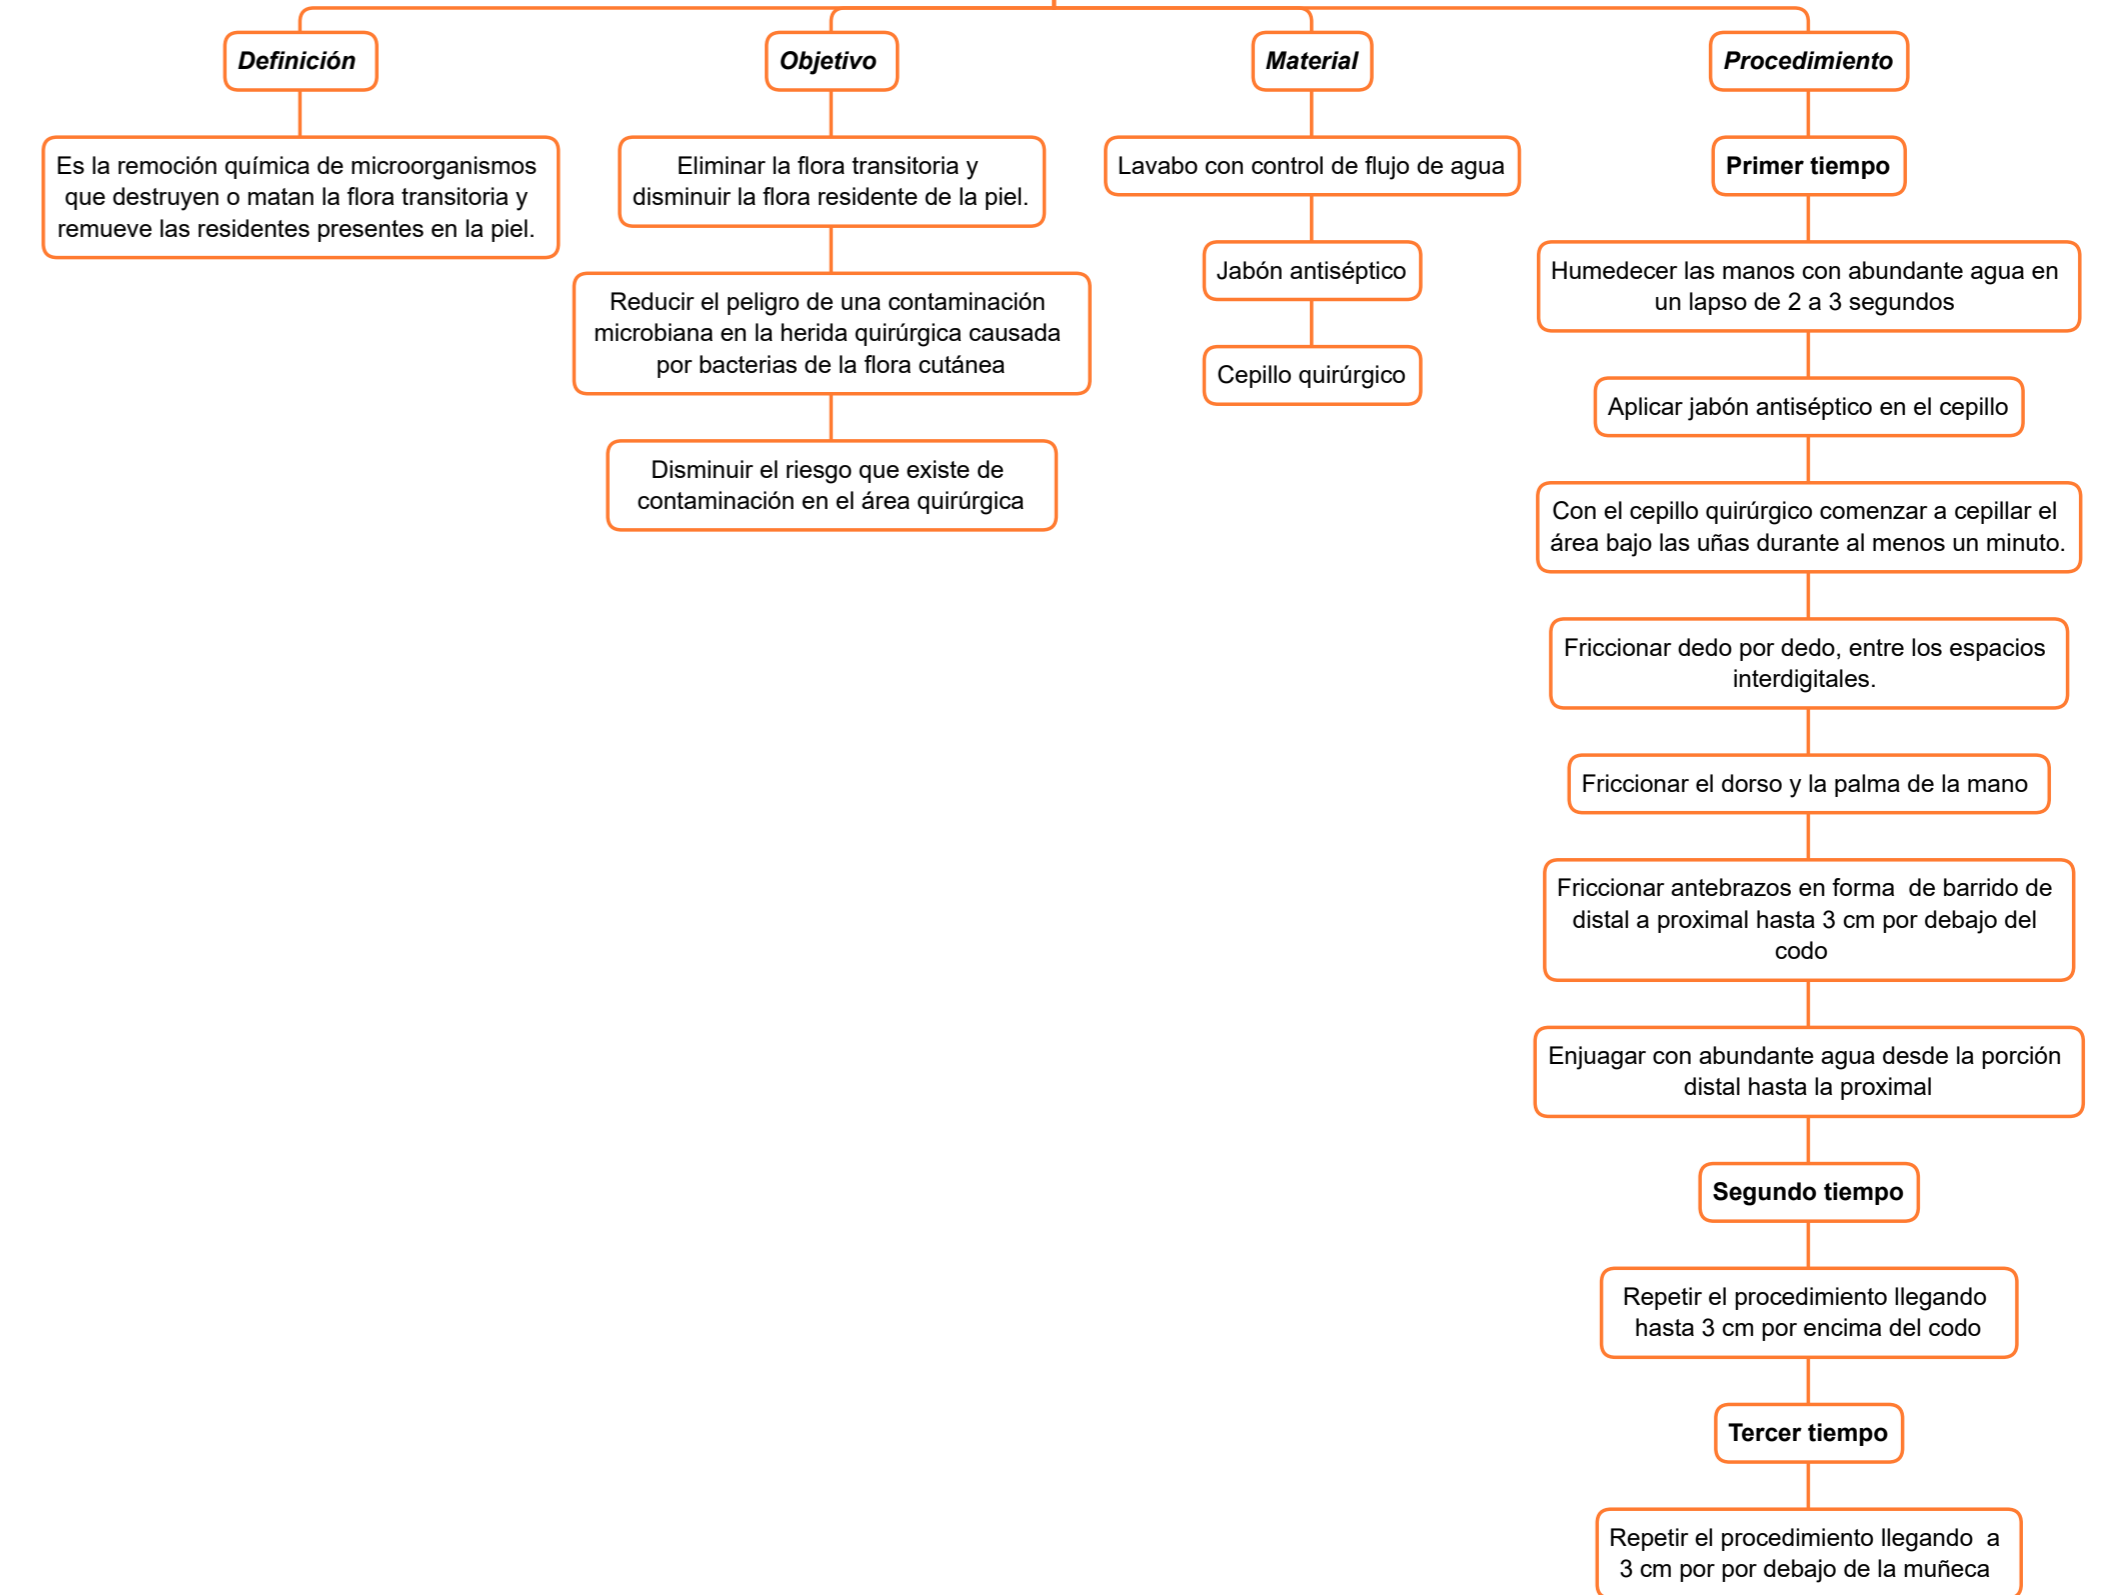 Definición
Es la remoción química de microorganismos
que destruyen o matan la flora transitoria y
remueve las residentes presentes en la piel.
Objetivo
Eliminar la flora transitoria y
disminuir la flora residente de la piel.
Reducir el peligro de una contaminación
microbiana en la herida quirúrgica causada
por bacterias de la flora cutánea
Disminuir el riesgo que existe de
contaminación en el área quirúrgica
Material
Lavabo con control de flujo de agua
Jabón antiséptico
Cepillo quirúrgico
Procedimiento
Primer tiempo
Humedecer las manos con abundante agua en
un lapso de 2 a 3 segundos
Aplicar jabón antiséptico en el cepillo
Con el cepillo quirúrgico comenzar a cepillar el
área bajo las uñas durante al menos un minuto.
Friccionar dedo por dedo, entre los espacios
interdigitales.
Friccionar el dorso y la palma de la mano
Friccionar antebrazos en forma  de barrido de
distal a proximal hasta 3 cm por debajo del
codo
Enjuagar con abundante agua desde la porción
distal hasta la proximal
Segundo tiempo
Repetir el procedimiento llegando
hasta 3 cm por encima del codo
Tercer tiempo
Repetir el procedimiento llegando  a
3 cm por por debajo de la muñeca